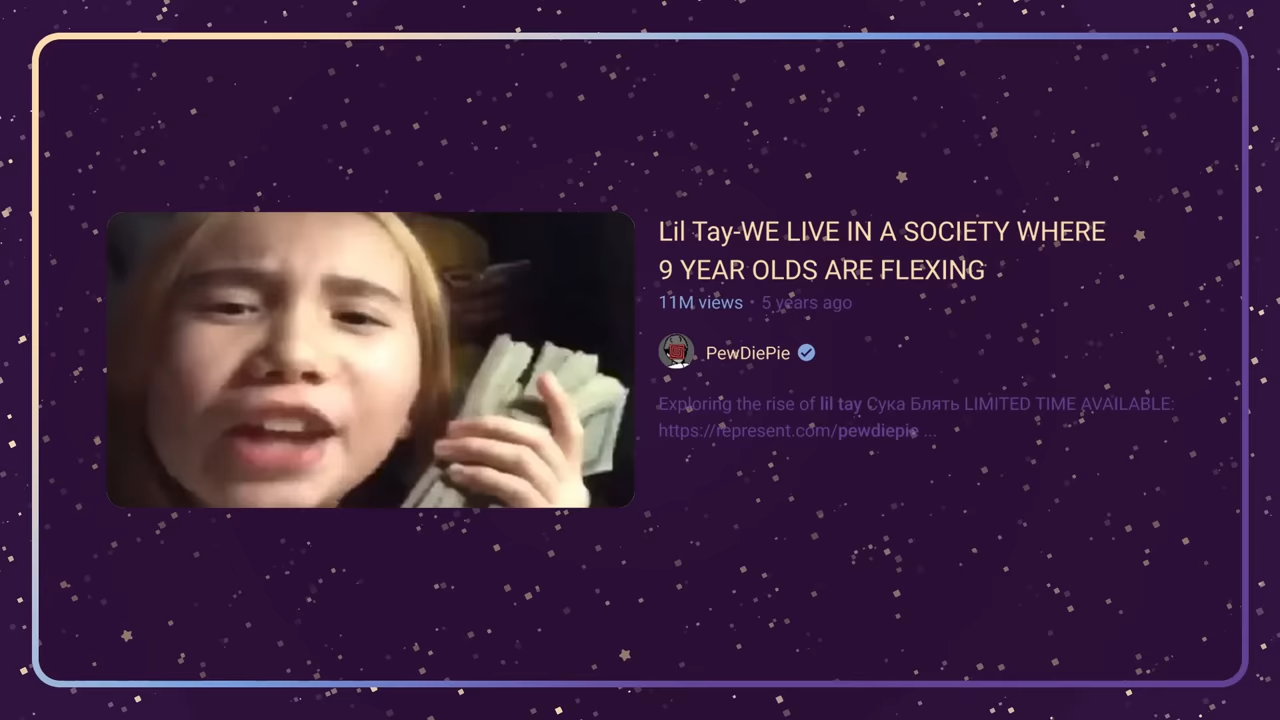 Lil Tay-WE LIVE IN A SOCIETY WHERE
9 YEAR OLDS ARE FLEXING
11M views • 5 years ago
PewDiePie
Exploring the rise of lil tay Сука Блять LIMITED TIME AVAILABLE:
https://represent.com/pewdiepie ...